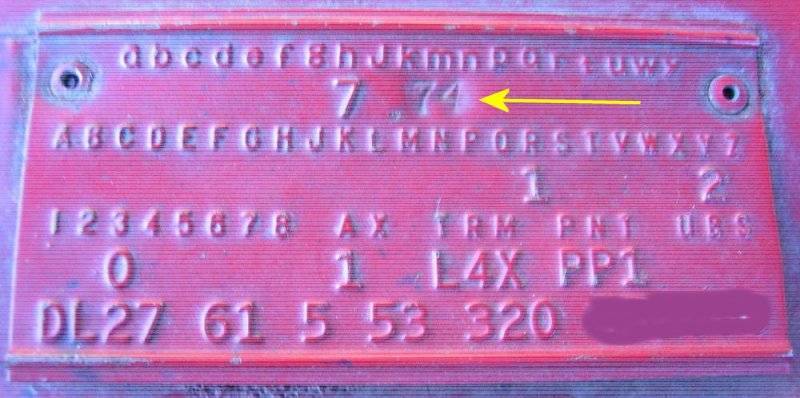 abcdefghJkmnpqrtuwy
7 74
ABCDEFGHJKLMNPQRSTVWXYZ
1 2
12345678 AX TRM PNT UBS
0 1 L4X PP1
DL27 61 5 53 320